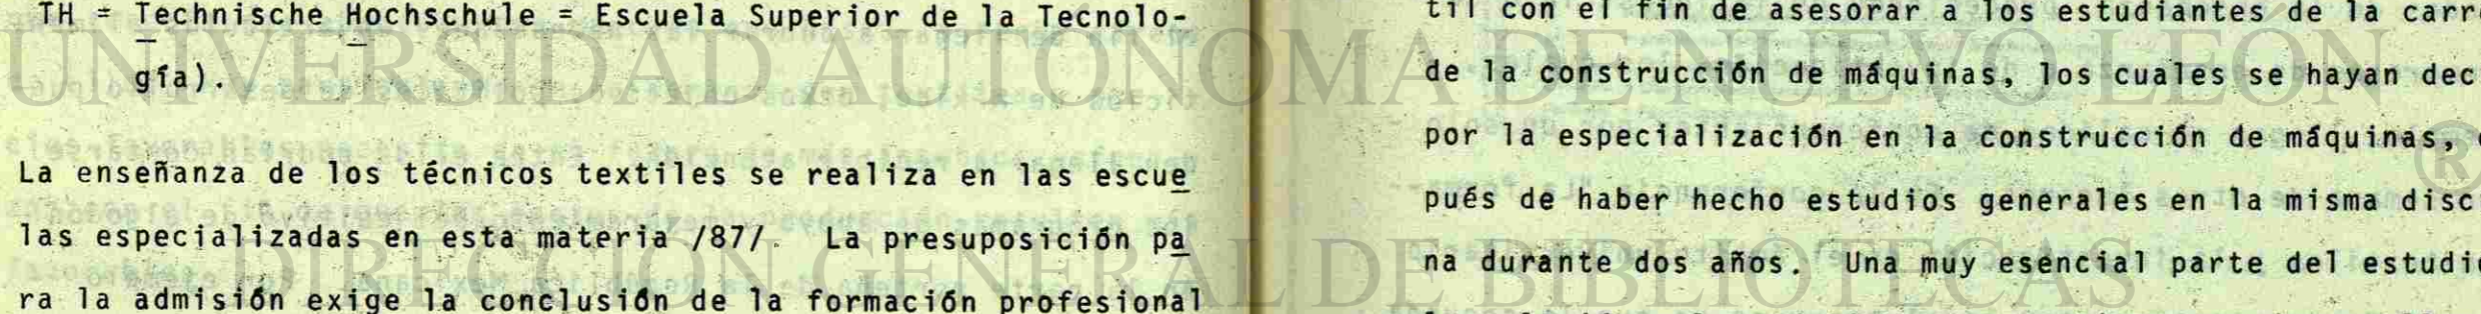 TH = Technische Hochschule = Escuela Superior de la Tecnolo-
gía).
La enseñanza de los técnicos textiles se realiza en las escue
las especializadas en esta materia /87/. La presuposición pa
ra la admisión exige la conclusión de la formación profesional
til con el fin de asesorar a los estudiantes de la carr
de la construcción de máquinas, los cuales se hayan dec
por la especialización en la construcción de máquinas,
pués de haber hecho estudios generales en la misma disc
na durante dos años. Una muy esencial parte del estudi
UNIVERSIDAD AUTÓNOMA DE NUEVO LEÓN
®
DIRECCIÓN GENERAL DE BIBLIOTECAS